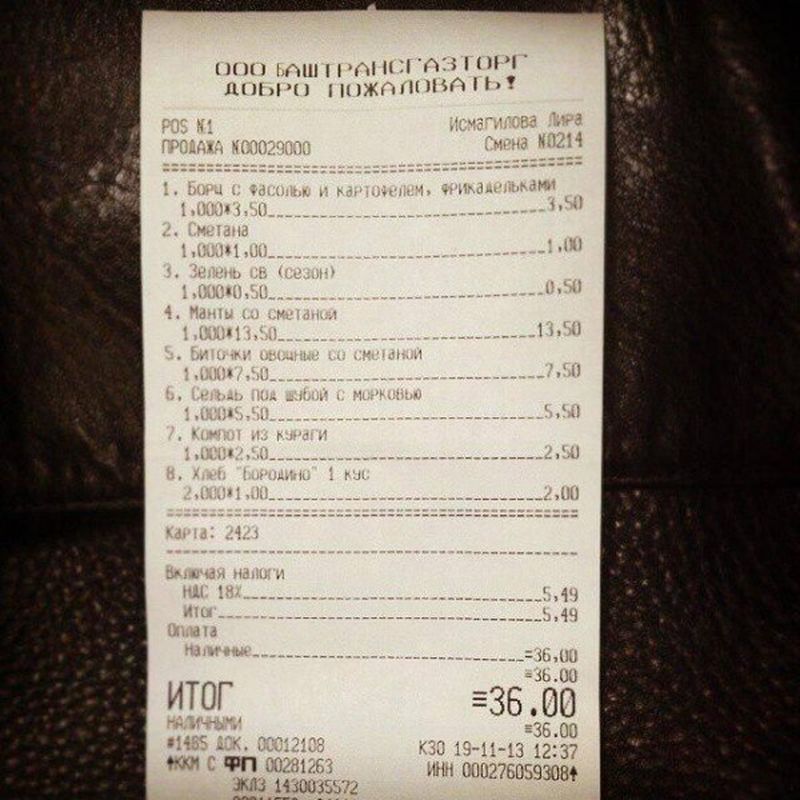 ООО БАШТРАНСГАЗТОРГ
ДОБРО ПОЖАЛОВАТЬ!
POS №1 Исмагилова Лира
ПРОДАЖА №00029000 Смена №0214
1. Борщ с фасолью и картофелем, фрикадельками
1,000*3,50 3,50
2. Сметана
1,000*1,00 1,00
3. Зелень св (сезон)
1,000*0,50 0,50
4. Манты со сметаной
1,000*13,50 13,50
5. Биточки овощные со сметаной
1,000*7,50 7,50
6. Сельдь под шубой с морковью
1,000*5,50 5,50
7. Компот из кураги
1,000*2,50 2,50
8. Хлеб "Бородино" 1 кус
2,000*1,00 2,00
Карта: 2423
Включая налоги
НДС 18% 5,49
Итог 5,49
Оплата
Наличные =36,00
=36.00
ИТОГ =36.00
НАЛИЧНЫМИ =36.00
#1485 ДОК. 00012108 КЗО 19-11-13 12:37
ККМ С ФП 00281263 ИНН 000276059308
ЭКЛЗ 1430035572